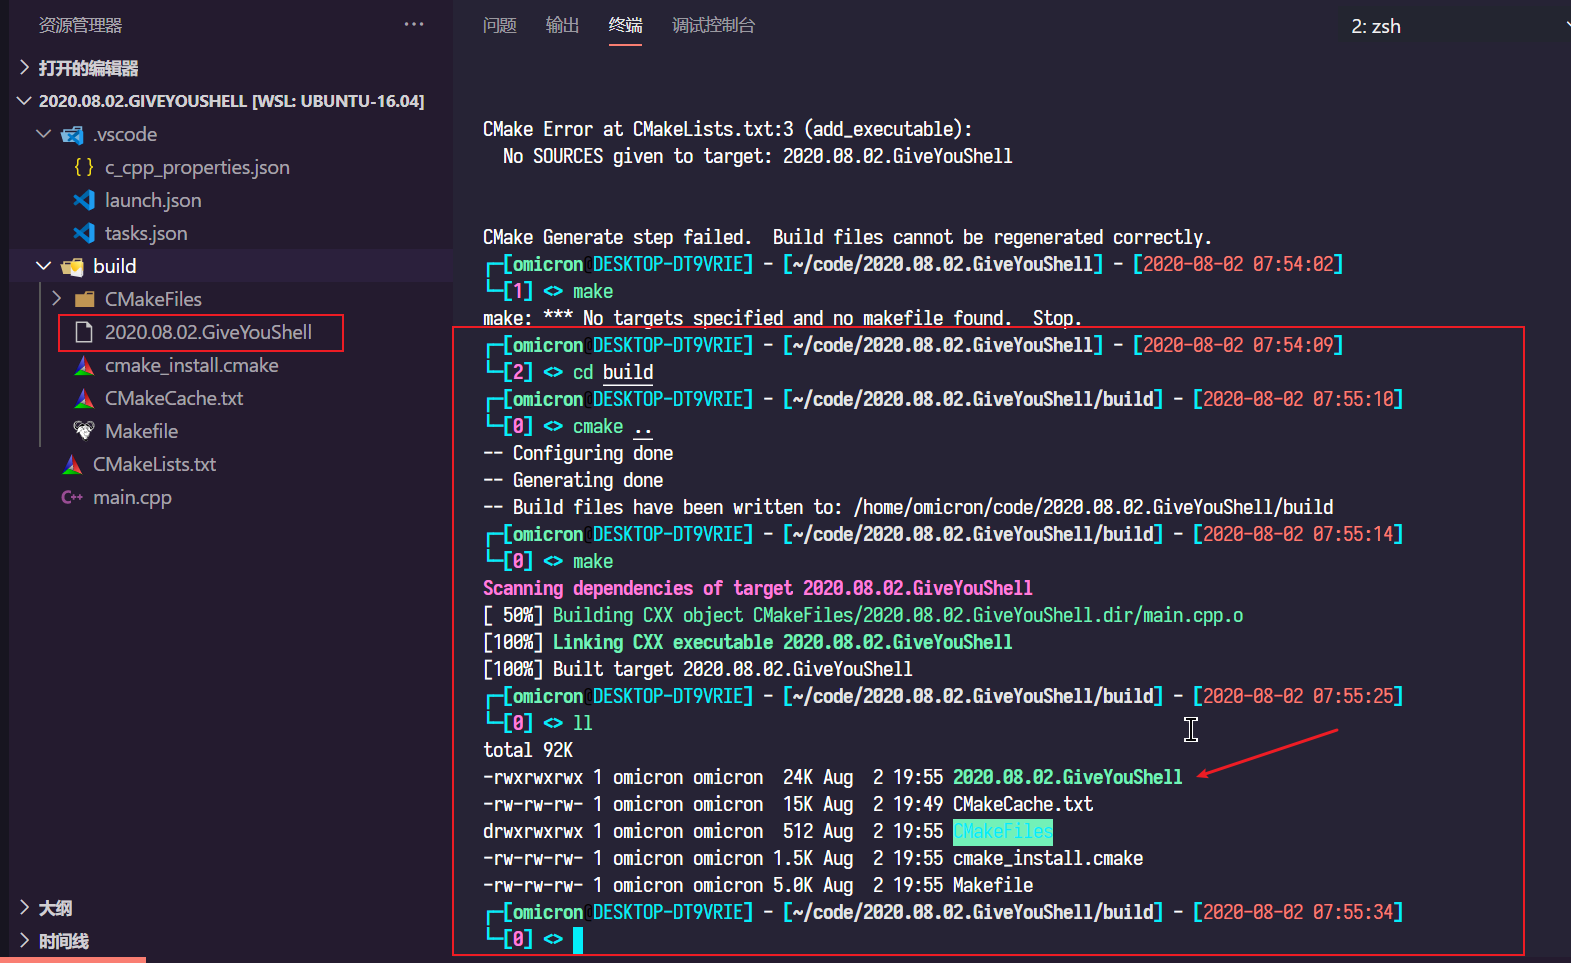 资源管理器
打开的编辑器
2020.08.02.GIVEYOUSHELL [WSL: UBUNTU-16.04]
.vscode
{ } c_cpp_properties.json
launch.json
tasks.json
build
CMakeFiles
2020.08.02.GiveYouShell
cmake_install.cmake
CMakeCache.txt
Makefile
CMakeLists.txt
C++ main.cpp
大纲
时间线
问题 输出 终端 调试控制台 2: zsh
CMake Error at CMakeLists.txt:3 (add_executable):
No SOURCES given to target: 2020.08.02.GiveYouShell
CMake Generate step failed.  Build files cannot be regenerated correctly.
┌─[omicron@DESKTOP-DT9VRIE] - [~/code/2020.08.02.GiveYouShell] - [2020-08-02 07:54:02]
└─[1] <> make
make: *** No targets specified and no makefile found.  Stop.
┌─[omicron@DESKTOP-DT9VRIE] - [~/code/2020.08.02.GiveYouShell] - [2020-08-02 07:54:09]
└─[2] <> cd build
┌─[omicron@DESKTOP-DT9VRIE] - [~/code/2020.08.02.GiveYouShell/build] - [2020-08-02 07:55:10]
└─[0] <> cmake ..
-- Configuring done
-- Generating done
-- Build files have been written to: /home/omicron/code/2020.08.02.GiveYouShell/build
┌─[omicron@DESKTOP-DT9VRIE] - [~/code/2020.08.02.GiveYouShell/build] - [2020-08-02 07:55:14]
└─[0] <> make
Scanning dependencies of target 2020.08.02.GiveYouShell
[ 50%] Building CXX object CMakeFiles/2020.08.02.GiveYouShell.dir/main.cpp.o
[100%] Linking CXX executable 2020.08.02.GiveYouShell
[100%] Built target 2020.08.02.GiveYouShell
┌─[omicron@DESKTOP-DT9VRIE] - [~/code/2020.08.02.GiveYouShell/build] - [2020-08-02 07:55:25]
└─[0] <> ll
total 92K
-rwxrwxrwx 1 omicron omicron  24K Aug  2 19:55 2020.08.02.GiveYouShell
-rw-rw-rw- 1 omicron omicron  15K Aug  2 19:49 CMakeCache.txt
drwxrwxrwx 1 omicron omicron  512 Aug  2 19:55 CMakeFiles
-rw-rw-rw- 1 omicron omicron 1.5K Aug  2 19:55 cmake_install.cmake
-rw-rw-rw- 1 omicron omicron 5.0K Aug  2 19:55 Makefile
┌─[omicron@DESKTOP-DT9VRIE] - [~/code/2020.08.02.GiveYouShell/build] - [2020-08-02 07:55:34]
└─[0] <>